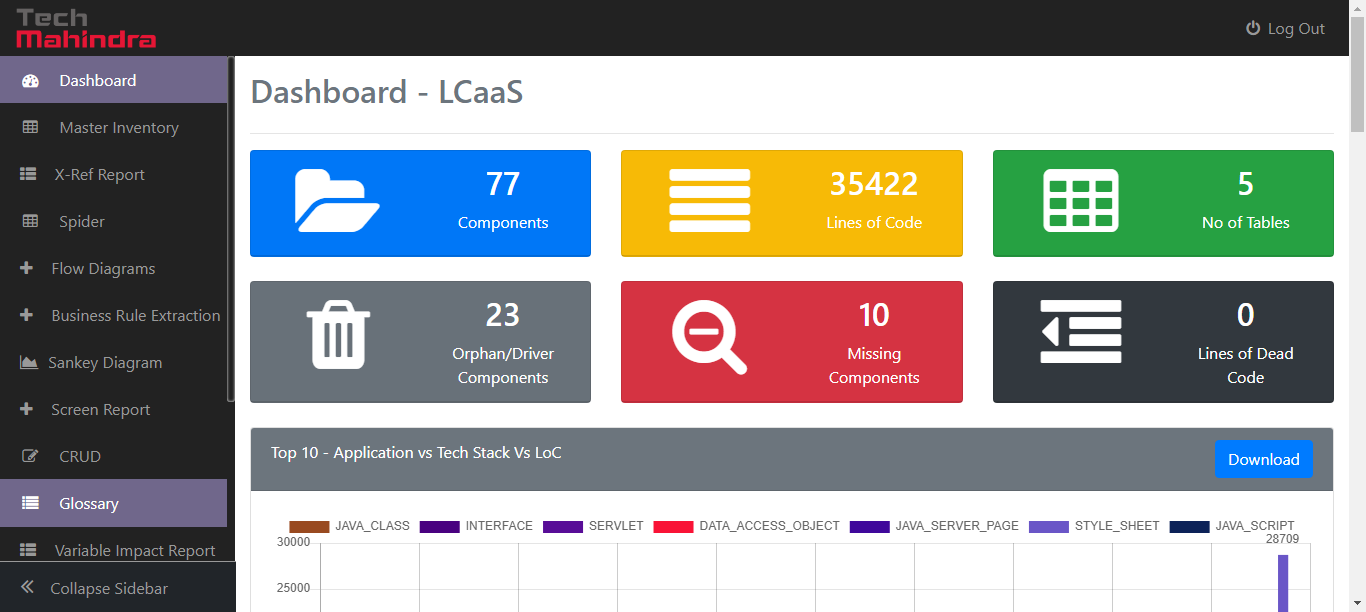 Tech
Mahindra
Log Out
Dashboard
Master Inventory
X-Ref Report
Spider
Flow Diagrams
Business Rule Extraction
Sankey Diagram
Screen Report
CRUD
Glossary
Variable Impact Report
Collapse Sidebar
Dashboard - LCaaS
77
Components
35422
Lines of Code
5
No of Tables
23
Orphan/Driver
Components
10
Missing
Components
0
Lines of Dead
Code
Top 10 - Application vs Tech Stack Vs LoC
Download
JAVA_CLASS INTERFACE SERVLET DATA_ACCESS_OBJECT JAVA_SERVER_PAGE STYLE_SHEET JAVA_SCRIPT
28709
30000
25000